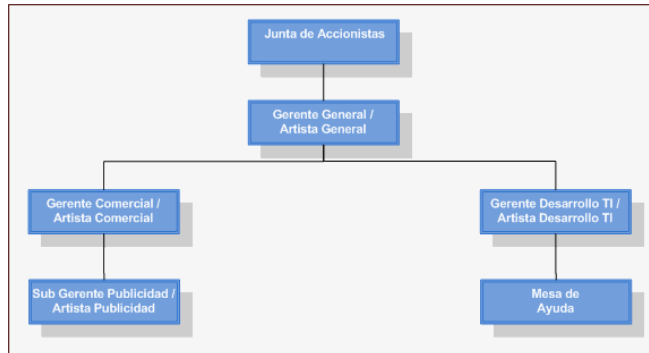 Junta de Accionistas
Gerente General /
Artista General
Gerente Comercial /
Artista Comercial
Gerente Desarrollo TI /
Artista Desarrollo TI
Sub Gerente Publicidad /
Artista Publicidad
Mesa de
Ayuda